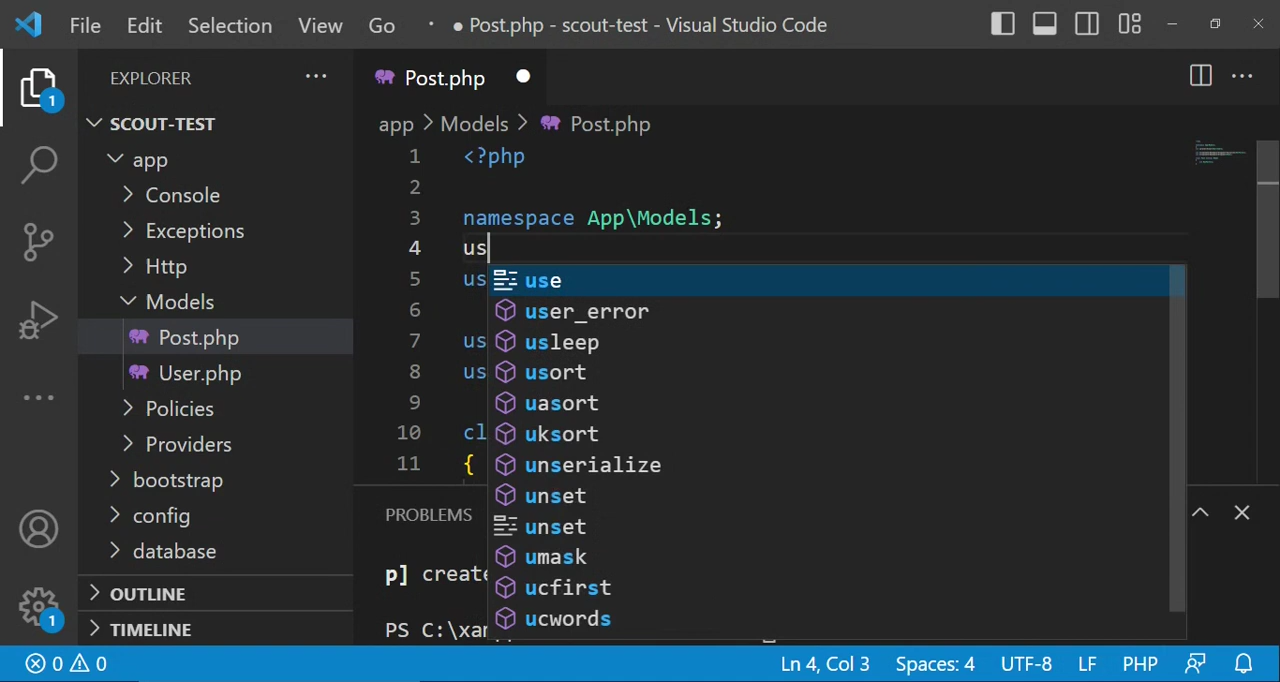 File Edit Selection View Go · ● Post.php - scout-test - Visual Studio Code
EXPLORER ···
SCOUT-TEST
app
Console
Exceptions
Http
Models
Post.php
User.php
Policies
Providers
bootstrap
config
database
OUTLINE
TIMELINE
1
1
Post.php
app > Models > Post.php
1 <?php
2
3 namespace App\Models;
4 us
5 us
6
7 us
8 us
9
10 cl
11 {
use
user_error
usleep
usort
uasort
uksort
unserialize
unset
unset
umask
ucfirst
ucwords
PROBLEMS
p] create
PS C:\xam
0 0 Ln 4, Col 3 Spaces: 4 UTF-8 LF PHP